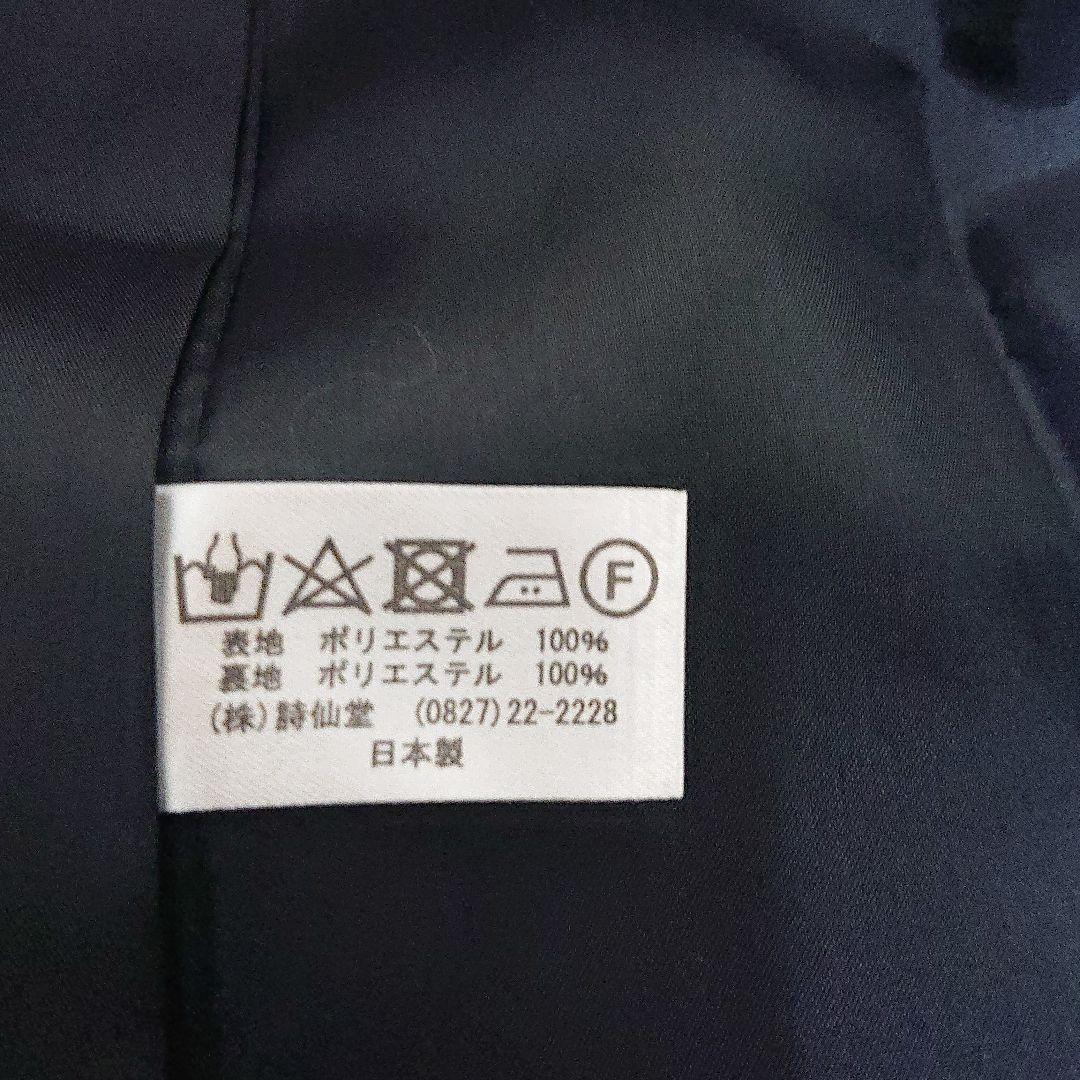 F
表地 ポリエステル 100%
裏地 ポリエステル 100%
(株)詩仙堂 (0827)22-2228
日本製